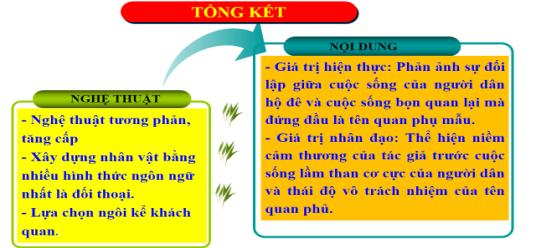 TỔNG KẾT
NGHỆ THUẬT
- Nghệ thuật tương phản,
tăng cấp
- Xây dựng nhân vật bằng
nhiều hình thức ngôn ngữ
nhất là đối thoại.
- Lựa chọn ngôi kể khách
quan.
NỘI DUNG
- Giá trị hiện thực: Phản ánh sự đối
lập giữa cuộc sống của người dân
hộ đê và cuộc sống bọn quan lại mà
đứng đầu là tên quan phụ mẫu.
- Giá trị nhân đạo: Thể hiện niềm
cảm thương của tác giả trước cuộc
sống lầm than cơ cực của người dân
và thái độ vô trách nhiệm của tên
quan phủ.